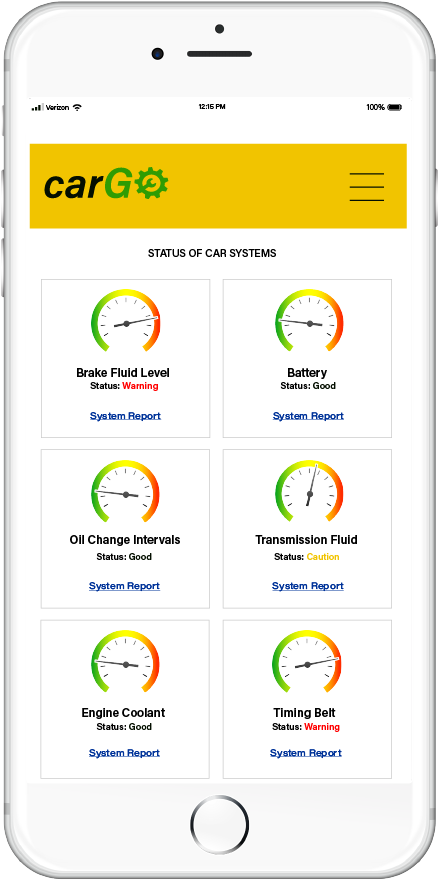 Verizon 12:15 PM 100%
carGo
STATUS OF CAR SYSTEMS
Brake Fluid Level
Status: Warning
System Report
Battery
Status: Good
System Report
Oil Change Intervals
Status: Good
System Report
Transmission Fluid
Status: Caution
System Report
Engine Coolant
Status: Good
System Report
Timing Belt
Status: Warning
System Report